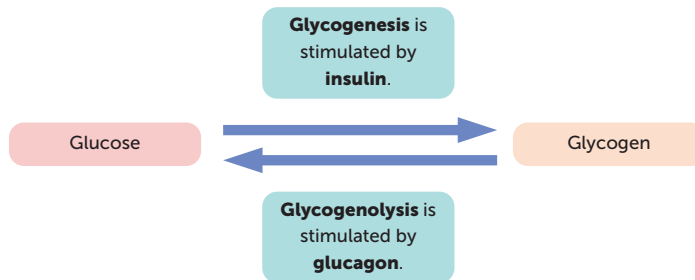 Glycogenesis is
stimulated by
insulin.
Glucose
Glycogen
Glycogenolysis is
stimulated by
glucagon.